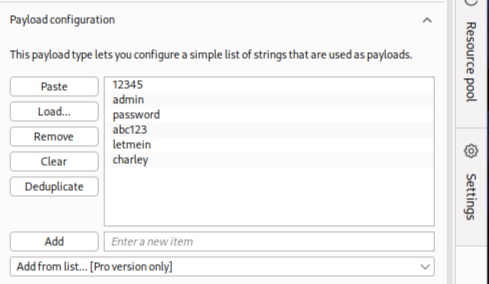 Payload configuration
This payload type lets you configure a simple list of strings that are used as payloads.
Paste
Load...
Remove
Clear
Deduplicate
12345
admin
password
abc123
letmein
charley
Add
Enter a new item
Add from list... [Pro version only]
Resource pool
Settings